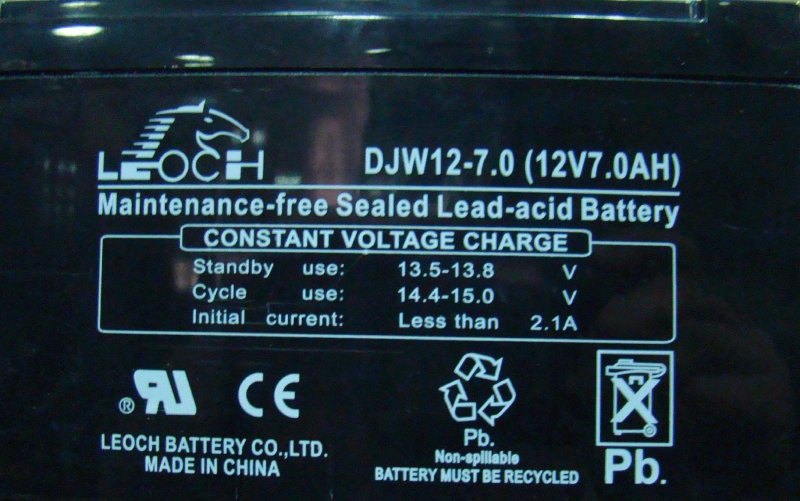 LEOCH
DJW12-7.0 (12V7.0AH)
Maintenance-free Sealed Lead-acid Battery
CONSTANT VOLTAGE CHARGE
Standby use: 13.5-13.8 V
Cycle use: 14.4-15.0 V
Initial current: Less than 2.1A
® RU CE
Pb.
Non-spillable
BATTERY MUST BE RECYCLED
Pb.
LEOCH BATTERY CO.,LTD.
MADE IN CHINA